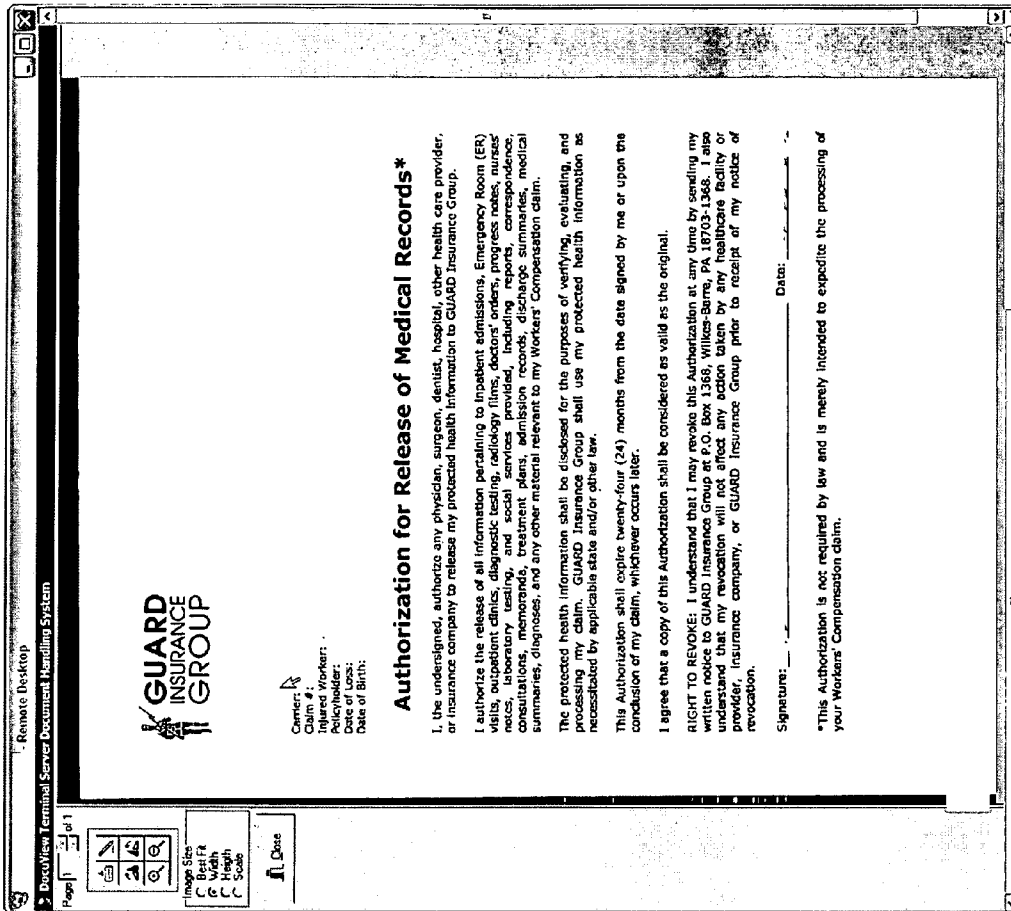 - Remote Desktop
DocuView Terminal Server Document Handling System
Page 1 of 1
Image Size
Best Fit
Width
Heigth
Scale
Close
GUARD
INSURANCE
GROUP
Carrier:
Claim #:
Injured Worker:
Policyholder:
Date of Loss:
Date of Birth:
Authorization for Release of Medical Records*
I, the undersigned, authorize any physician, surgeon, dentist, hospital, other health care provider,
or insurance company to release my protected health information to GUARD Insurance Group.
I authorize the release of all information pertaining to inpatient admissions, Emergency Room (ER)
visits, outpatient clinics, diagnostic testing, radiology films, doctors' orders, progress notes, nurses'
notes, laboratory testing, and social services provided, including reports, correspondence,
consultations, memoranda, treatment plans, admission records, discharge summaries, medical
summaries, diagnoses, and any other material relevant to my Workers' Compensation claim.
The protected health information shall be disclosed for the purposes of verifying, evaluating, and
processing my claim. GUARD Insurance Group shall use my protected health information as
necessitated by applicable state and/or other law.
This Authorization shall expire twenty-four (24) months from the date signed by me or upon the
conclusion of my claim, whichever occurs later.
I agree that a copy of this Authorization shall be considered as valid as the original.
RIGHT TO REVOKE: I understand that I may revoke this Authorization at any time by sending my
written notice to GUARD Insurance Group at P.O. Box 1368, Wilkes-Barre, PA 18703-1368. I also
understand that my revocation will not affect any action taken by any healthcare facility or
provider, insurance company, or GUARD Insurance Group prior to receipt of my notice of
revocation.
Signature: Date:
*This Authorization is not required by law and is merely intended to expedite the processing of
your Workers' Compensation claim.